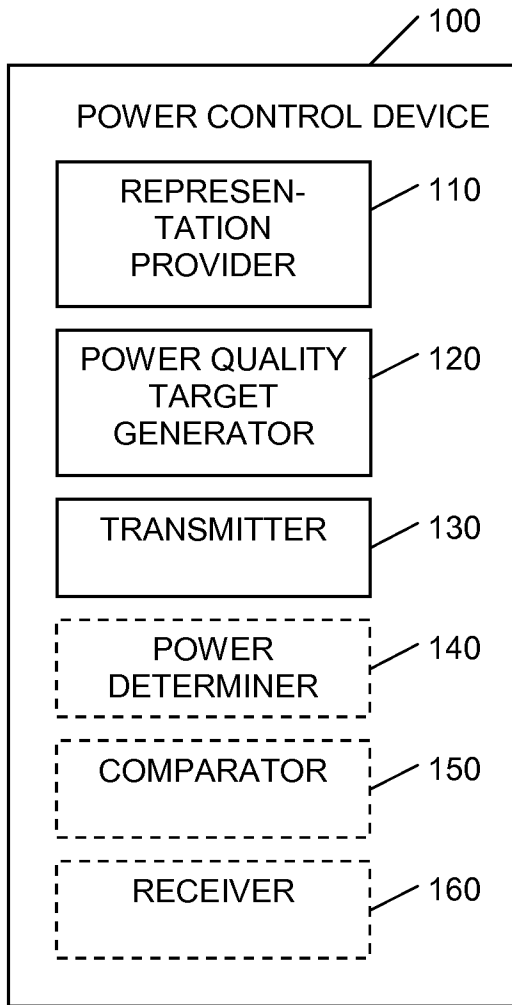 100
POWER CONTROL DEVICE
REPRESEN-
TATION
PROVIDER
110
POWER QUALITY
TARGET
GENERATOR
120
TRANSMITTER
130
POWER
DETERMINER
140
COMPARATOR
150
RECEIVER
160